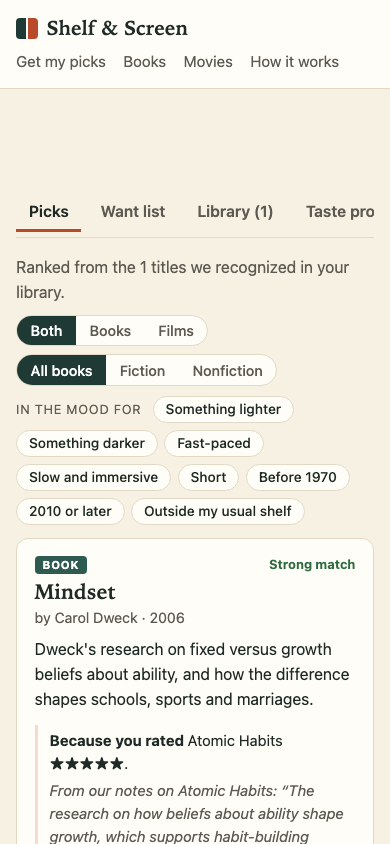 Shelf & Screen
Get my picks Books Movies How it works
Picks Want list Library (1) Taste pro
Ranked from the 1 titles we recognized in your
library.
Both Books Films
All books Fiction Nonfiction
IN THE MOOD FOR Something lighter
Something darker Fast-paced
Slow and immersive Short Before 1970
2010 or later Outside my usual shelf
BOOK Strong match
Mindset
by Carol Dweck · 2006
Dweck's research on fixed versus growth
beliefs about ability, and how the difference
shapes schools, sports and marriages.
Because you rated Atomic Habits
★★★★★.
From our notes on Atomic Habits: “The
research on how beliefs about ability shape
growth, which supports habit-building